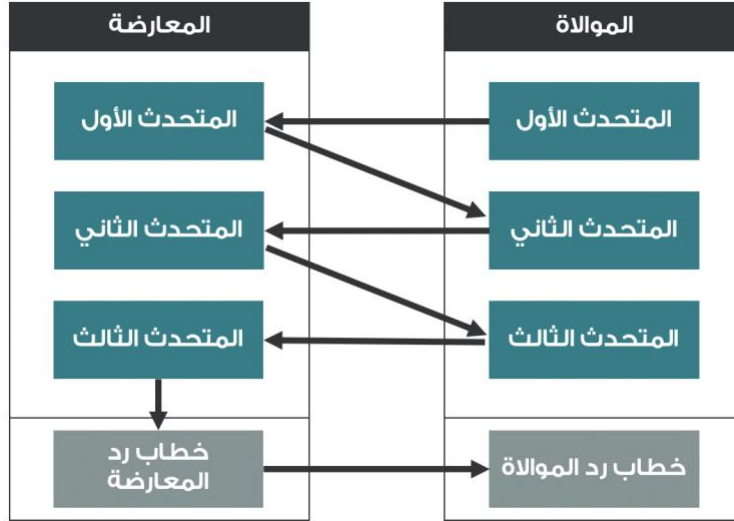 الموالاة
المعارضة
المتحدث الأول
المتحدث الأول
المتحدث الثاني
المتحدث الثاني
المتحدث الثالث
المتحدث الثالث
خطاب رد الموالاة
خطاب رد
المعارضة